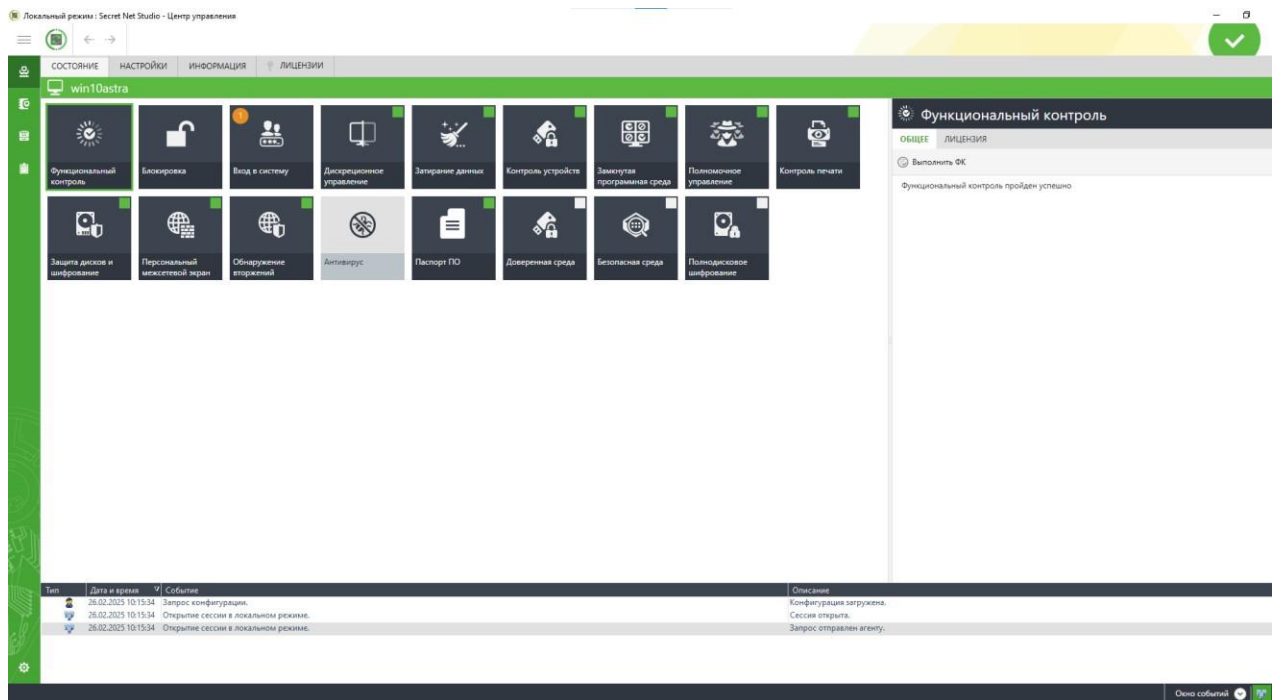 Локальный режим : Secret Net Studio - Центр управления
СОСТОЯНИЕ НАСТРОЙКИ ИНФОРМАЦИЯ ЛИЦЕНЗИИ
win10astra
Функциональный
контроль
Блокировка
1
Вход в систему
Дискреционное
управление
Затирание данных
Контроль устройств
Замкнутая
программная среда
Полномочное
управление
Контроль печати
Защита дисков и
шифрование
Персональный
межсетевой экран
Обнаружение
вторжений
Антивирус
Паспорт ПО
Доверенная среда
Безопасная среда
Полнодисковое
шифрование
Функциональный контроль
ОБЩЕЕ ЛИЦЕНЗИЯ
Выполнить ФК
Функциональный контроль пройден успешно
Тип Дата и время Событие Описание
26.02.2025 10:15:34 Запрос конфигурации. Конфигурация загружена.
26.02.2025 10:15:34 Открытие сессии в локальном режиме. Сессия открыта.
26.02.2025 10:15:34 Открытие сессии в локальном режиме. Запрос отправлен агенту.
Окно событий